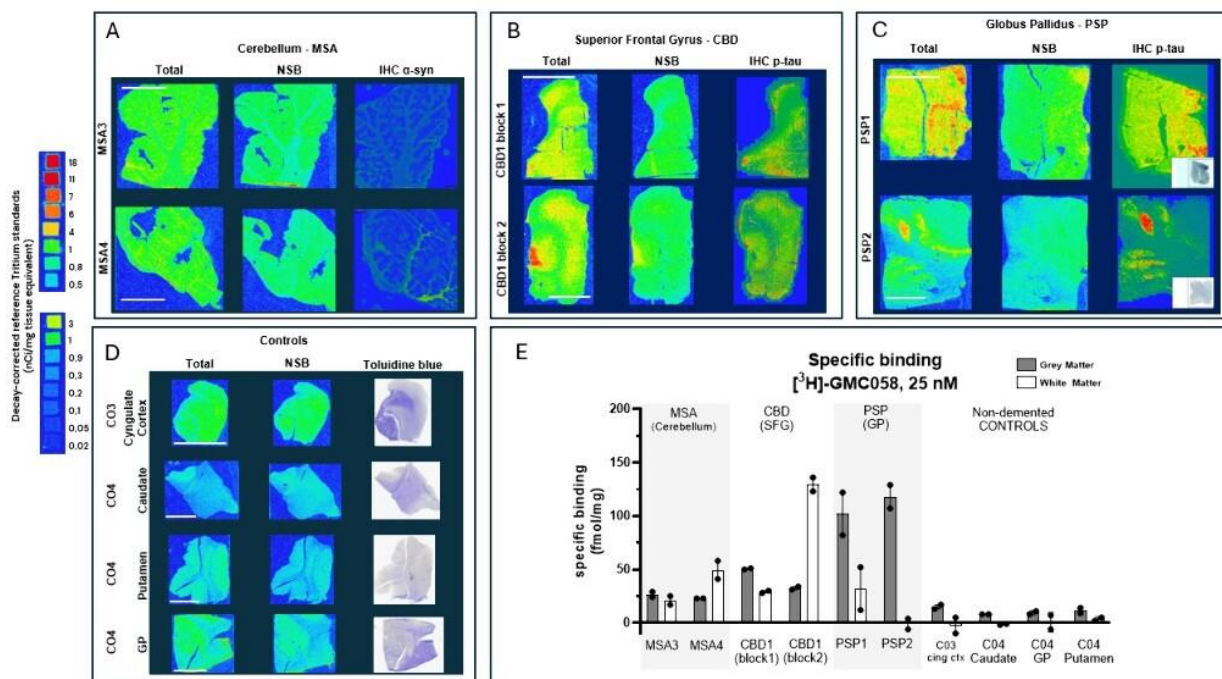 A
Cerebellum - MSA
Total NSB IHC α-syn
MSA3
MSA4
B
Superior Frontal Gyrus - CBD
Total NSB IHC p-tau
CBD1 block 1
CBD1 block 2
C
Globus Pallidus - PSP
Total NSB IHC p-tau
PSP1
PSP2
Decay-corrected reference Tritium standards
(nCi/mg tissue equivalent)
18
11
7
6
4
1
0.8
0.5
3
1
0.9
0.3
0.2
0.1
0.05
0.02
D
Controls
Total NSB Toluidine blue
CO3
Cyngulate
Cortex
CO4
Caudate
CO4
Putamen
CO4
GP
E
Specific binding
[³H]-GMC058, 25 nM
Grey Matter
White Matter
MSA
(Cerebellum)
CBD
(SFG)
PSP
(GP)
Non-demented
CONTROLS
specific binding
(fmol/mg)
200
150
100
50
0
MSA3 MSA4 CBD1 (block1) CBD1 (block2) PSP1 PSP2 C03 cing ctx C04 Caudate C04 GP C04 Putamen